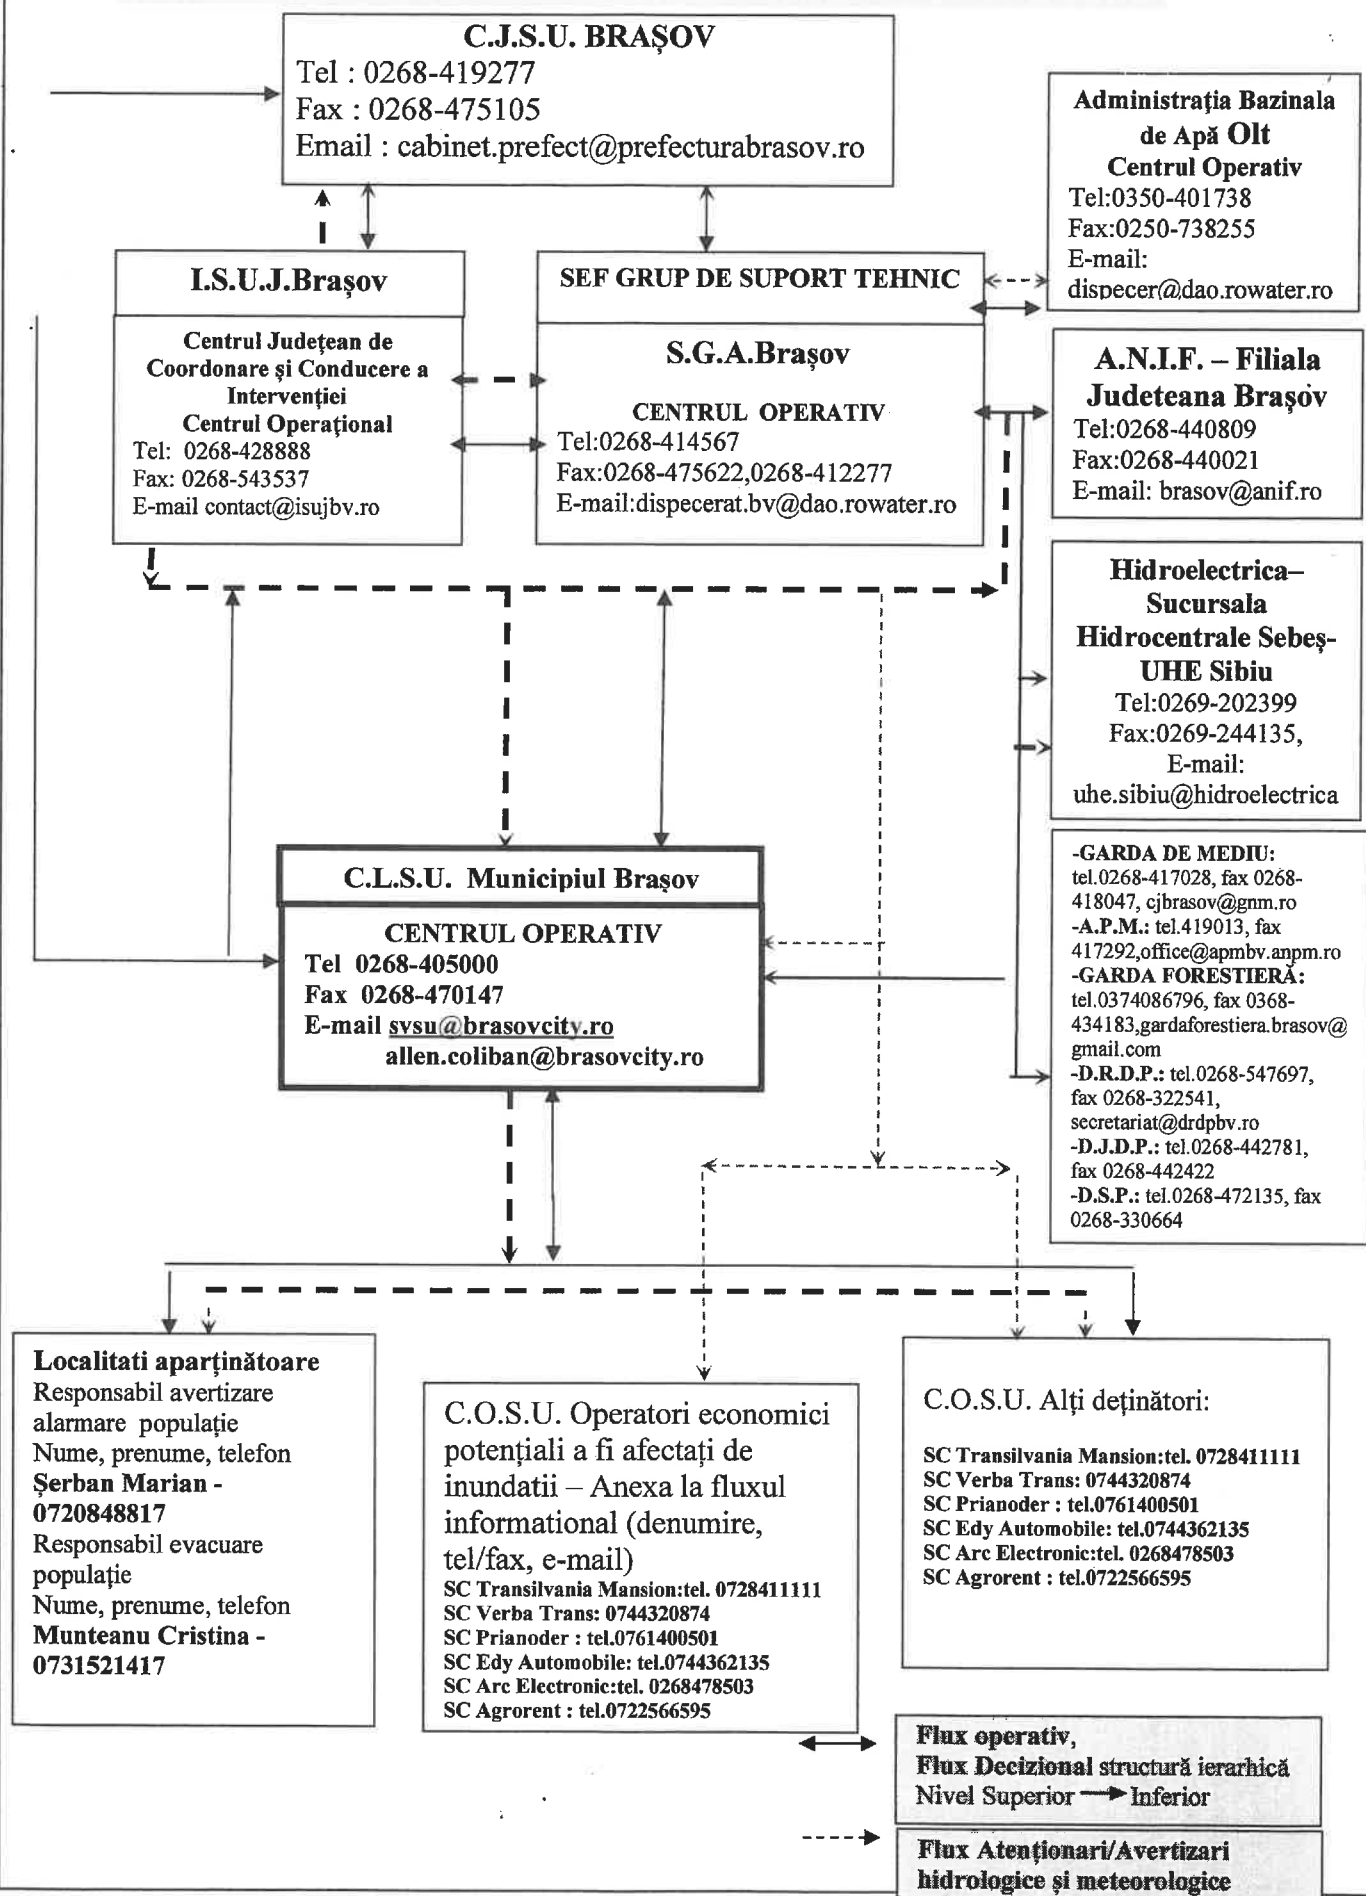 C.J.S.U. BRAȘOV
Tel : 0268-419277
Fax : 0268-475105
Email : cabinet.prefect@prefecturabrasov.ro
Administrația Bazinala
de Apă Olt
Centrul Operativ
Tel:0350-401738
Fax:0250-738255
E-mail:
dispecer@dao.rowater.ro
I.S.U.J.Brașov
Centrul Județean de
Coordonare și Conducere a
Intervenției
Centrul Operațional
Tel: 0268-428888
Fax: 0268-543537
E-mail contact@isujbv.ro
SEF GRUP DE SUPORT TEHNIC
S.G.A.Brașov
CENTRUL OPERATIV
Tel:0268-414567
Fax:0268-475622,0268-412277
E-mail:dispecerat.bv@dao.rowater.ro
A.N.I.F. – Filiala
Judeteana Brașov
Tel:0268-440809
Fax:0268-440021
E-mail: brasov@anif.ro
Hidroelectrica–
Sucursala
Hidrocentrale Sebeș-
UHE Sibiu
Tel:0269-202399
Fax:0269-244135,
E-mail:
uhe.sibiu@hidroelectrica
-GARDA DE MEDIU:
tel.0268-417028, fax 0268-
418047, cjbrasov@gnm.ro
-A.P.M.: tel.419013, fax
417292,office@apmbv.anpm.ro
-GARDA FORESTIERĂ:
tel.0374086796, fax 0368-
434183,gardaforestiera.brasov@
gmail.com
-D.R.D.P.: tel.0268-547697,
fax 0268-322541,
secretariat@drdpbv.ro
-D.J.D.P.: tel.0268-442781,
fax 0268-442422
-D.S.P.: tel.0268-472135, fax
0268-330664
C.L.S.U. Municipiul Brașov
CENTRUL OPERATIV
Tel 0268-405000
Fax 0268-470147
E-mail svsu@brasovcity.ro
allen.coliban@brasovcity.ro
Localitati aparținătoare
Responsabil avertizare
alarmare populație
Nume, prenume, telefon
Șerban Marian -
0720848817
Responsabil evacuare
populație
Nume, prenume, telefon
Munteanu Cristina -
0731521417
C.O.S.U. Operatori economici
potențiali a fi afectați de
inundatii – Anexa la fluxul
informational (denumire,
tel/fax, e-mail)
SC Transilvania Mansion:tel. 0728411111
SC Verba Trans: 0744320874
SC Prianoder : tel.0761400501
SC Edy Automobile: tel.0744362135
SC Arc Electronic:tel. 0268478503
SC Agrorent : tel.0722566595
C.O.S.U. Alți deținători:
SC Transilvania Mansion:tel. 0728411111
SC Verba Trans: 0744320874
SC Prianoder : tel.0761400501
SC Edy Automobile: tel.0744362135
SC Arc Electronic:tel. 0268478503
SC Agrorent : tel.0722566595
Flux operativ,
Flux Decizional structură ierarhică
Nivel Superior → Inferior
Flux Atenționari/Avertizari
hidrologice și meteorologice